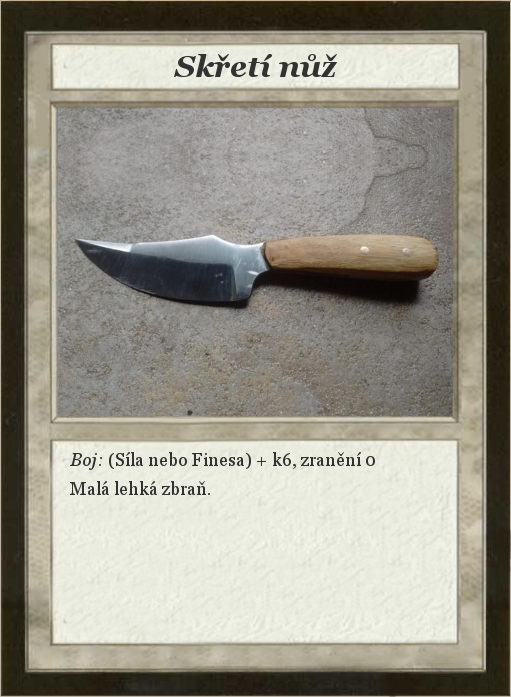 Skřetí nůž
Boj: (Síla nebo Finesa) + k6, zranění 0
Malá lehká zbraň.